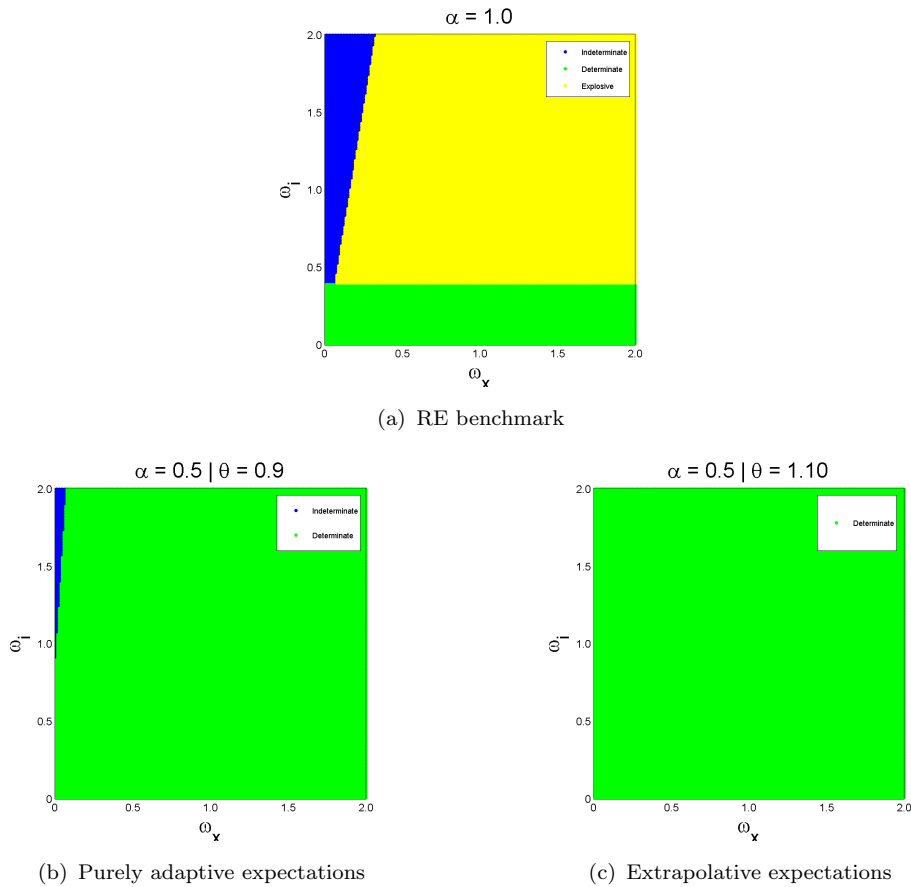 α = 1.0
2.0
Indeterminate
Determinate
Explosive
1.5
ω_i
1.0
0.5
0
0 0.5 1.0 1.5 2.0
ω_x
(a) RE benchmark
α = 0.5 | θ = 0.9
2.0
Indeterminate
Determinate
1.5
ω_i
1.0
0.5
0
0 0.5 1.0 1.5 2.0
ω_x
(b) Purely adaptive expectations
α = 0.5 | θ = 1.10
2.0
Determinate
1.5
ω_i
1.0
0.5
0
0 0.5 1.0 1.5 2.0
ω_x
(c) Extrapolative expectations